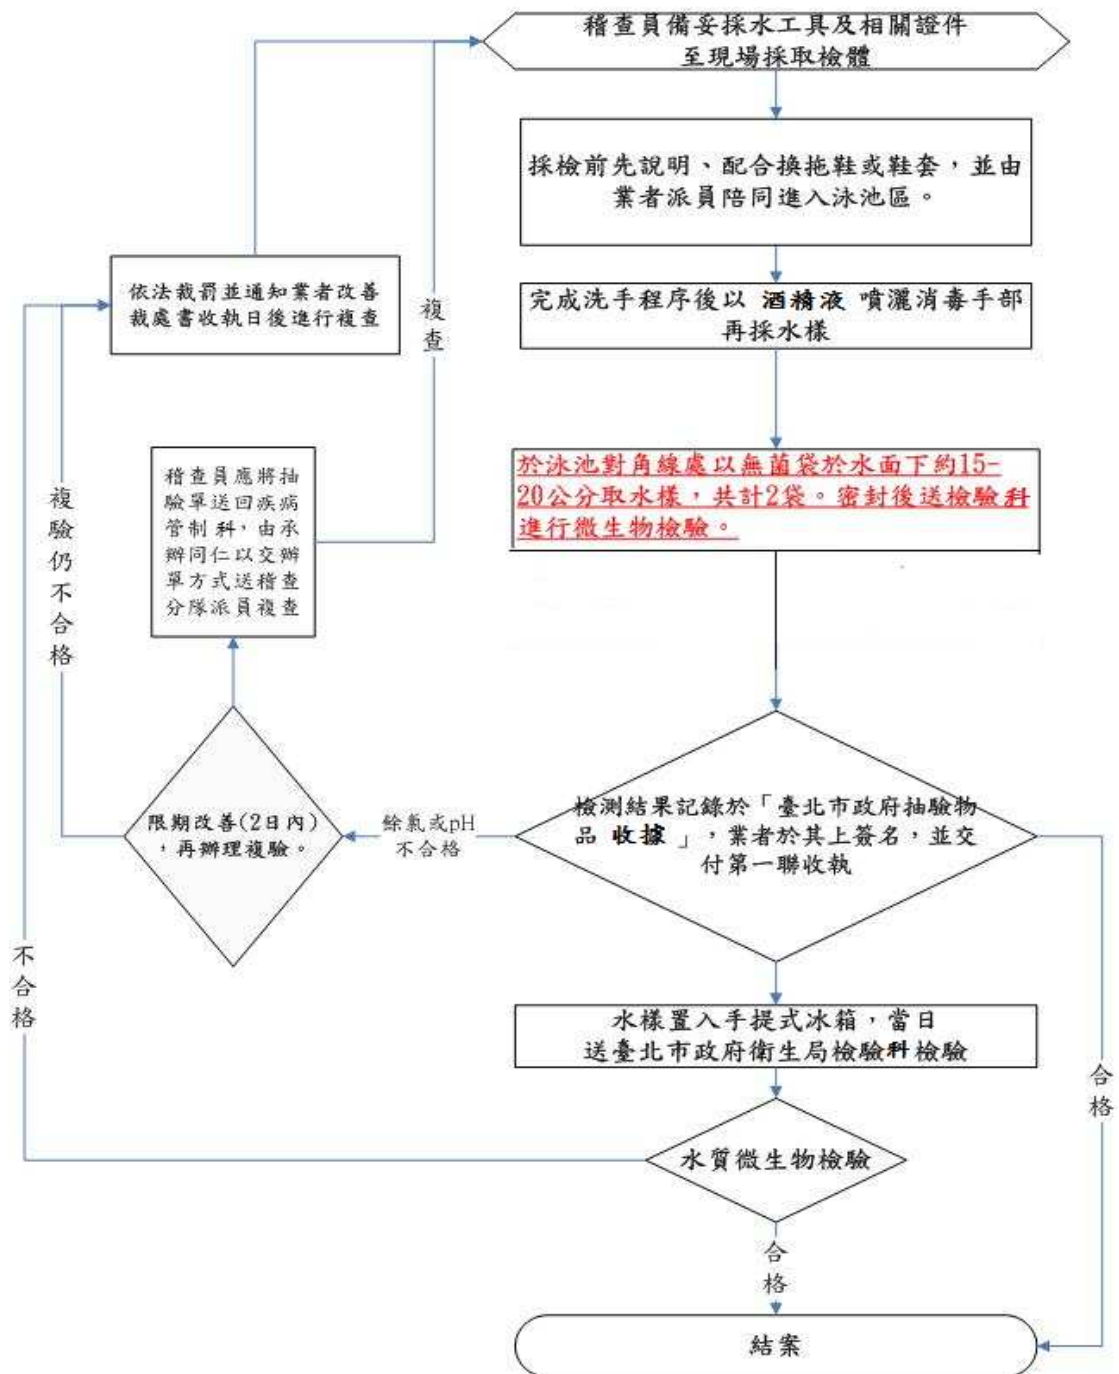 稽查員備妥採水工具及相關證件
至現場採取檢體
採檢前先說明、配合換拖鞋或鞋套，並由
業者派員陪同進入泳池區。
依法裁罰並通知業者改善
裁處書收執日後進行複查
複查
完成洗手程序後以 酒精液 噴灑消毒手部
再採水樣
於泳池對角線處以無菌袋於水面下約15-
20公分取水樣，共計2袋。密封後送檢驗科
進行微生物檢驗。
稽查員應將抽
驗單送回疾病
管制科，由承
辦同仁以交辦
單方式送稽查
分隊派員複查
複驗仍不合格
限期改善(2日內)
，再辦理複驗。
餘氯或pH
不合格
檢測結果記錄於「臺北市政府抽驗物
品 收據 」，業者於其上簽名，並交
付第一聯收執
不合格
水樣置入手提式冰箱，當日
送臺北市政府衛生局檢驗科檢驗
合格
水質微生物檢驗
合格
結案